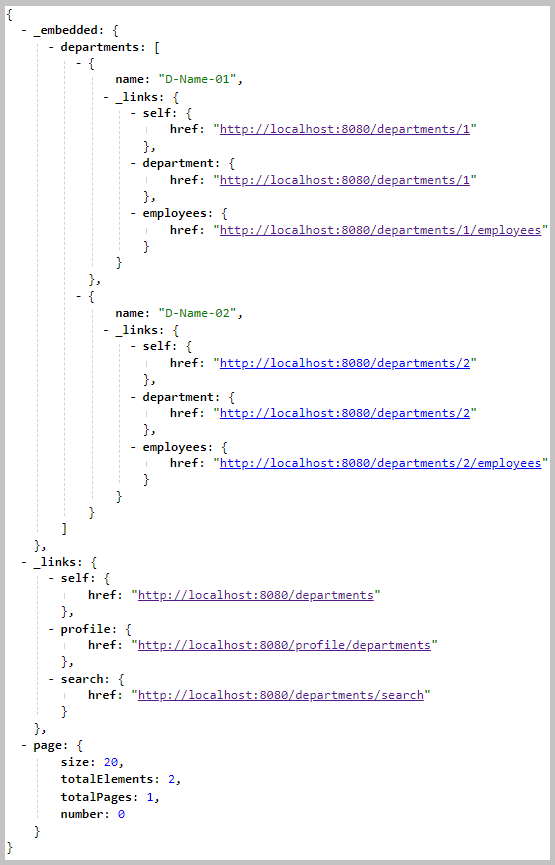 {
- _embedded: {
- departments: [
- {
name: "D-Name-01",
- _links: {
- self: {
href: "http://localhost:8080/departments/1"
},
- department: {
href: "http://localhost:8080/departments/1"
},
- employees: {
href: "http://localhost:8080/departments/1/employees"
}
}
},
- {
name: "D-Name-02",
- _links: {
- self: {
href: "http://localhost:8080/departments/2"
},
- department: {
href: "http://localhost:8080/departments/2"
},
- employees: {
href: "http://localhost:8080/departments/2/employees"
}
}
}
]
},
- _links: {
- self: {
href: "http://localhost:8080/departments"
},
- profile: {
href: "http://localhost:8080/profile/departments"
},
- search: {
href: "http://localhost:8080/departments/search"
}
},
- page: {
size: 20,
totalElements: 2,
totalPages: 1,
number: 0
}
}